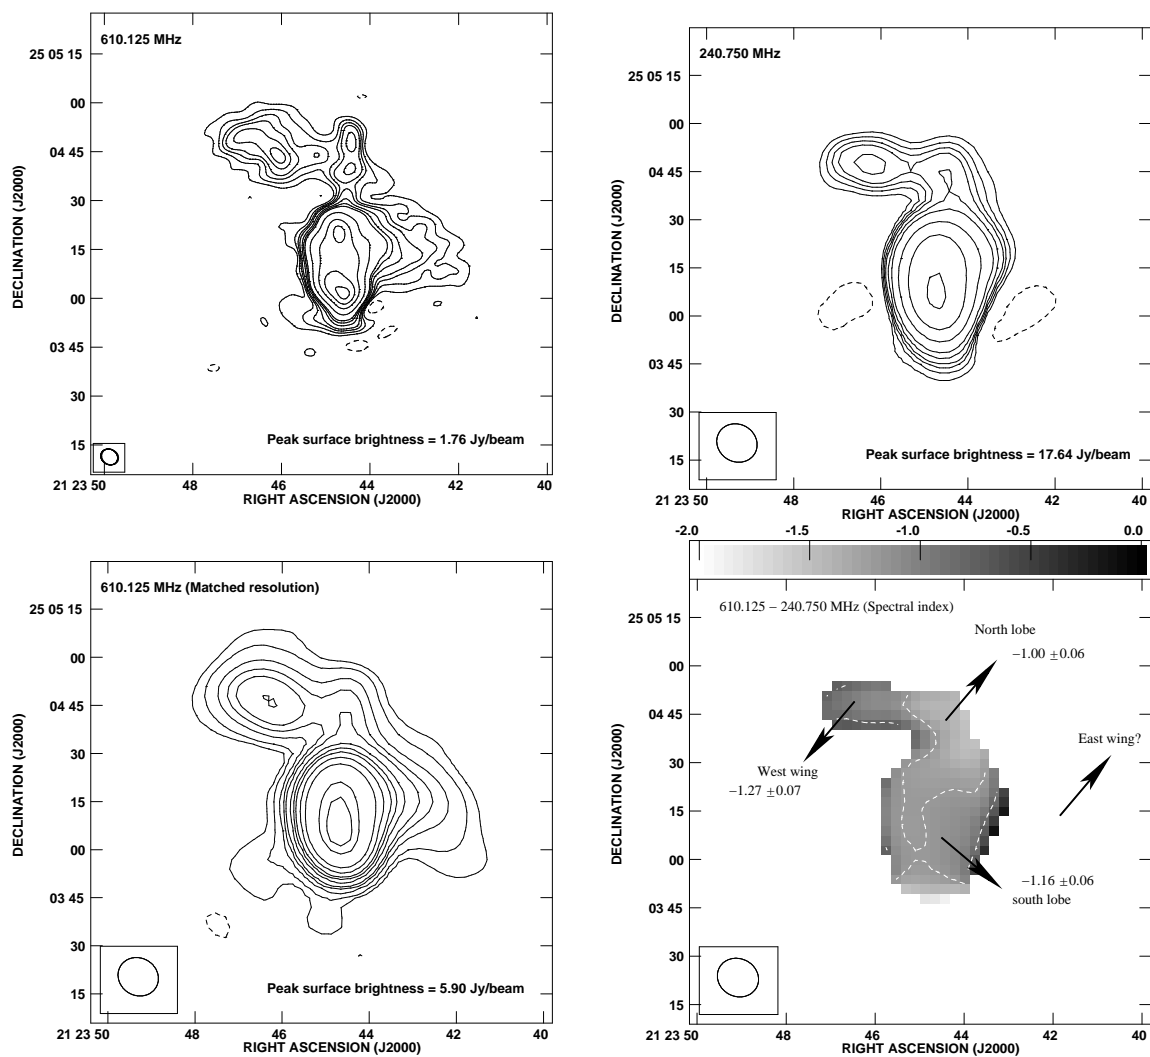 610.125 MHz
25 05 15
00
04 45
30
15
00
03 45
30
15
DECLINATION (J2000)
Peak surface brightness = 1.76 Jy/beam
21 23 50
48
46
44
42
40
RIGHT ASCENSION (J2000)
240.750 MHz
25 05 15
00
04 45
30
15
00
03 45
30
15
DECLINATION (J2000)
Peak surface brightness = 17.64 Jy/beam
21 23 50
48
46
44
42
40
RIGHT ASCENSION (J2000)
610.125 MHz (Matched resolution)
25 05 15
00
04 45
30
15
00
03 45
30
15
DECLINATION (J2000)
Peak surface brightness = 5.90 Jy/beam
21 23 50
48
46
44
42
40
RIGHT ASCENSION (J2000)
-2.0
-1.5
-1.0
-0.5
0.0
610.125 – 240.750 MHz (Spectral index)
North lobe
−1.00 ±0.06
East wing?
West wing
−1.27 ±0.07
−1.16 ±0.06
south lobe
25 05 15
00
04 45
30
15
00
03 45
30
15
DECLINATION (J2000)
21 23 50
48
46
44
42
40
RIGHT ASCENSION (J2000)